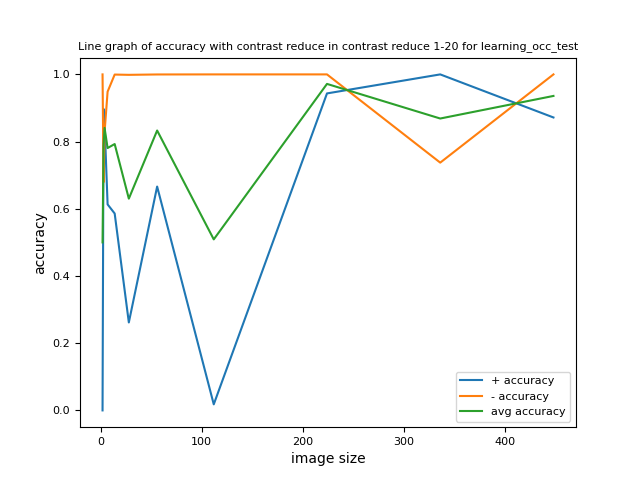 Line graph of accuracy with contrast reduce in contrast reduce 1-20 for learning_occ_test
1.0
0.8
0.6
0.4
0.2
0.0
accuracy
0
100
200
300
400
image size
+ accuracy
- accuracy
avg accuracy